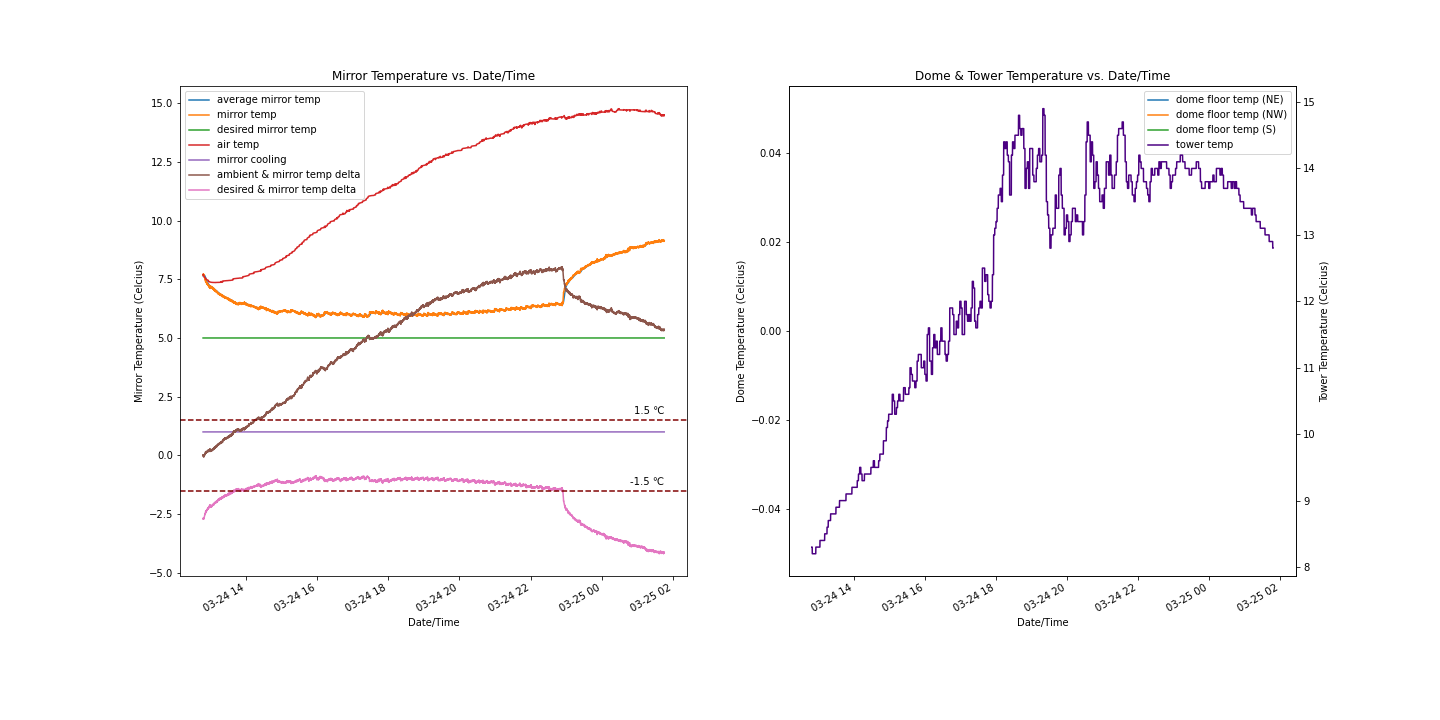 Mirror Temperature vs. Date/Time
Mirror Temperature (Celcius)
15.0
12.5
10.0
7.5
5.0
2.5
0.0
−2.5
−5.0
average mirror temp
mirror temp
desired mirror temp
air temp
mirror cooling
ambient & mirror temp delta
desired & mirror temp delta
1.5 °C
-1.5 °C
03-24 14
03-24 16
03-24 18
03-24 20
03-24 22
03-25 00
03-25 02
Date/Time
Dome & Tower Temperature vs. Date/Time
Dome Temperature (Celcius)
0.04
0.02
0.00
−0.02
−0.04
dome floor temp (NE)
dome floor temp (NW)
dome floor temp (S)
tower temp
15
14
13
12
11
10
9
8
Tower Temperature (Celcius)
03-24 14
03-24 16
03-24 18
03-24 20
03-24 22
03-25 00
03-25 02
Date/Time